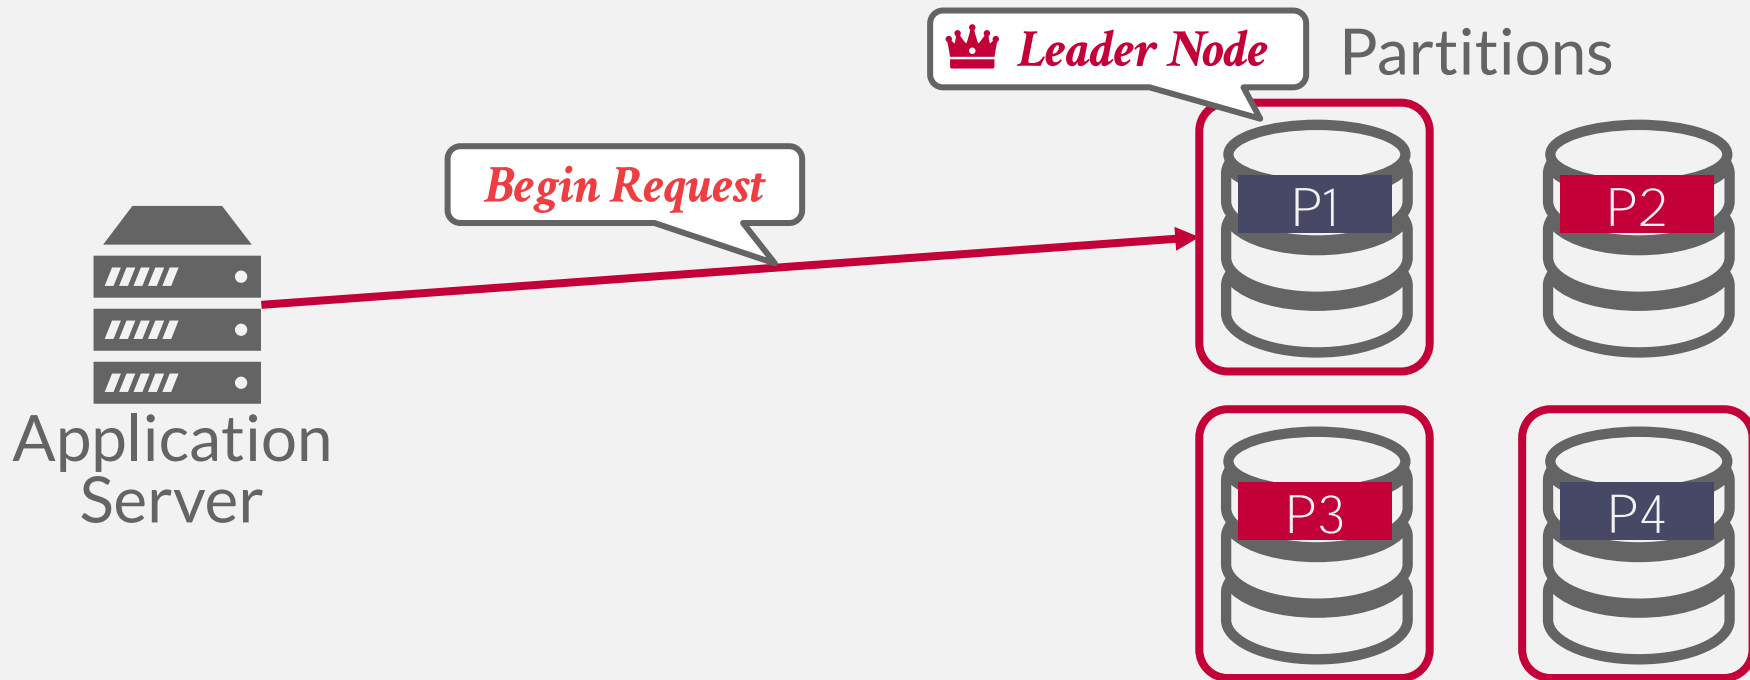 Leader Node
Partitions
Begin Request
P1
P2
Application
Server
P3
P4